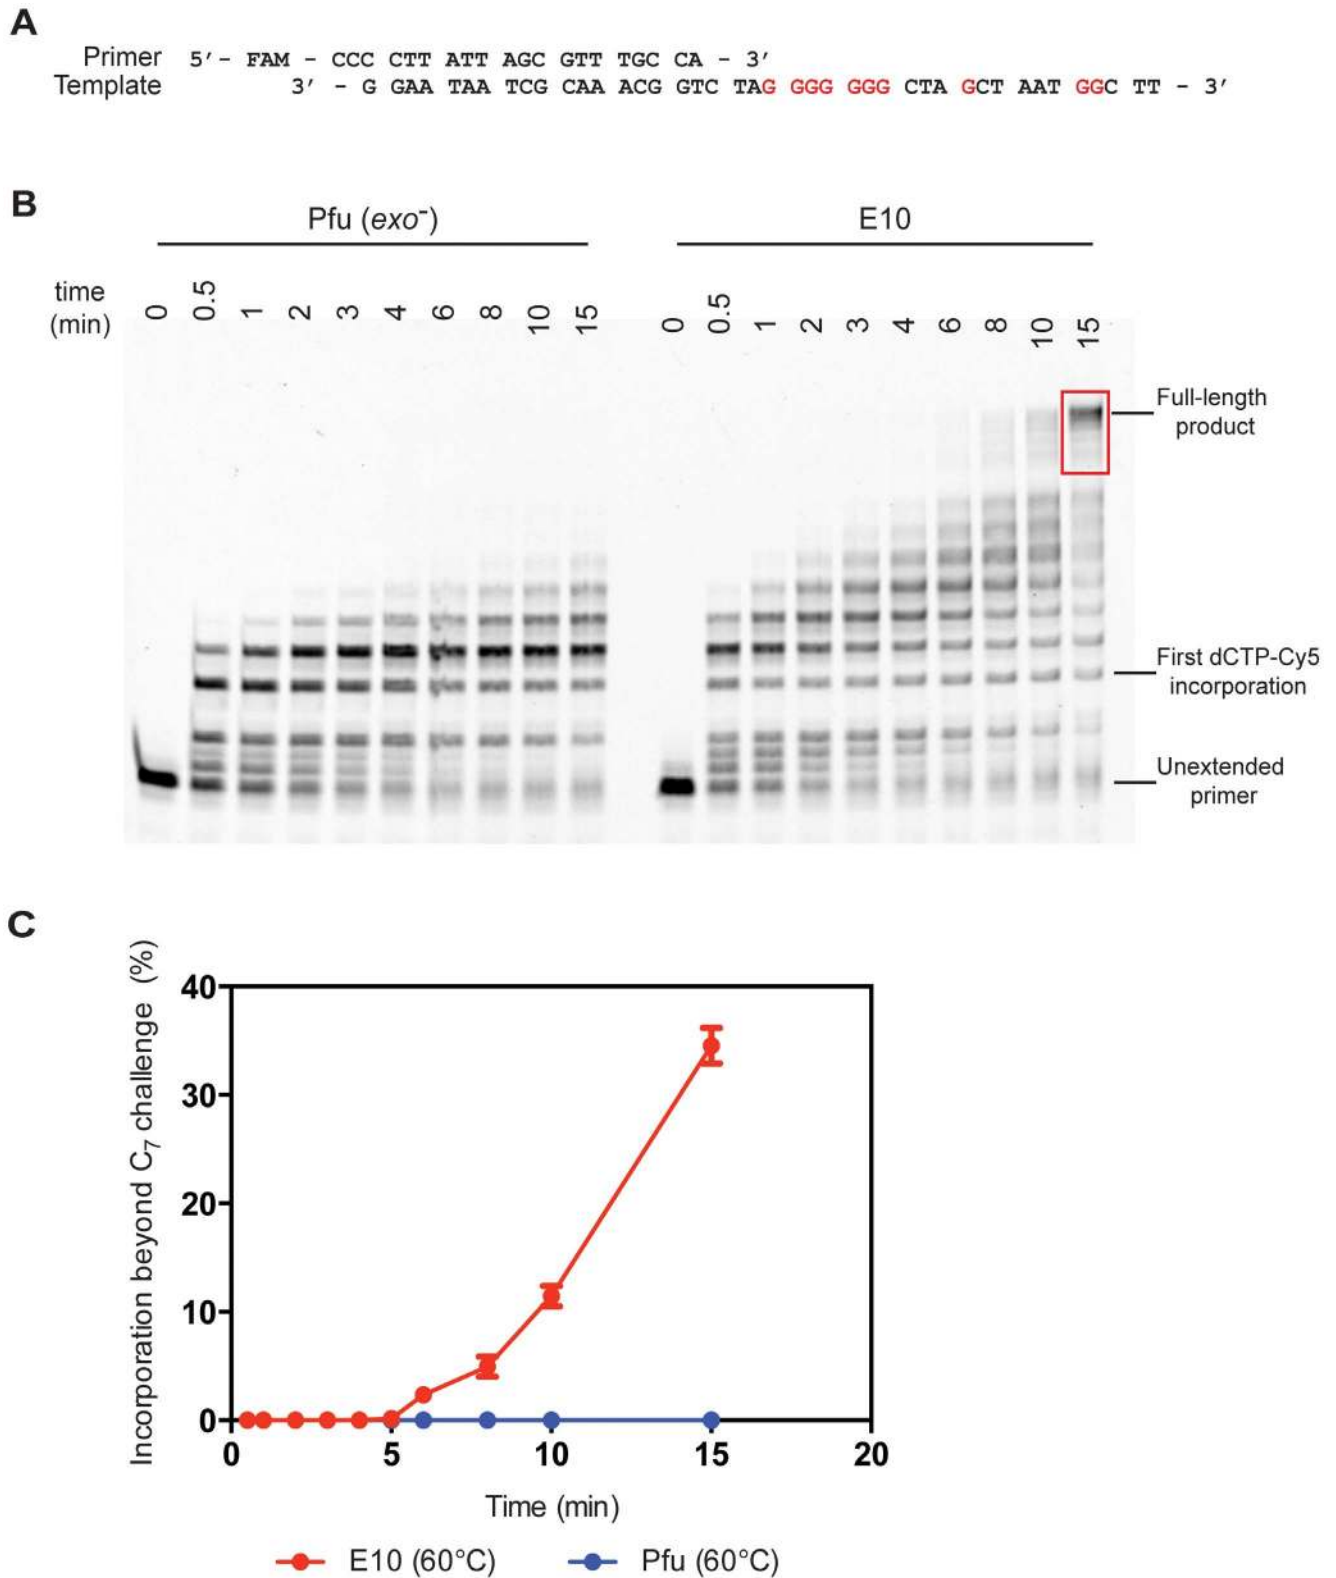 A
Primer 5′- FAM - CCC CTT ATT AGC GTT TGC CA - 3′
Template 3′ - G GAA TAA TCG CAA ACG GTC TAG GGG GGG CTA GCT AAT GGC TT - 3′
B
Pfu (exo⁻) E10
time (min) 0 0.5 1 2 3 4 6 8 10 15 0 0.5 1 2 3 4 6 8 10 15
Full-length
product
First dCTP-Cy5
incorporation
Unextended
primer
C
Incorporation beyond C₇ challenge (%)
40
30
20
10
0
0 5 10 15 20
Time (min)
E10 (60°C) Pfu (60°C)